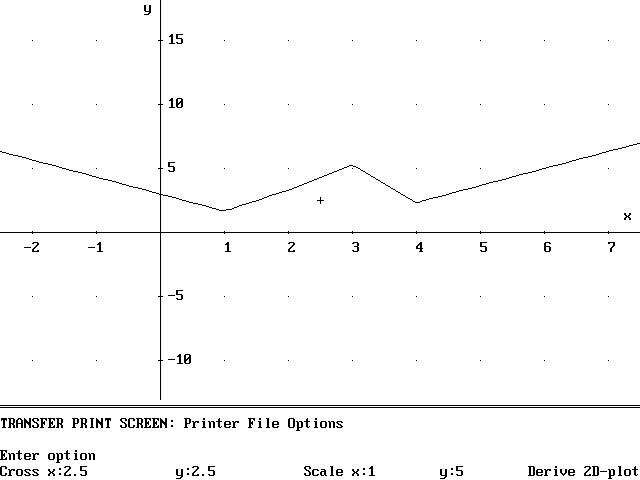 y
15
10
5
x
-2 -1 1 2 3 4 5 6 7
-5
-10
TRANSFER PRINT SCREEN: Printer File Options
Enter option
Cross x:2.5 y:2.5 Scale x:1 y:5 Derive 2D-plot